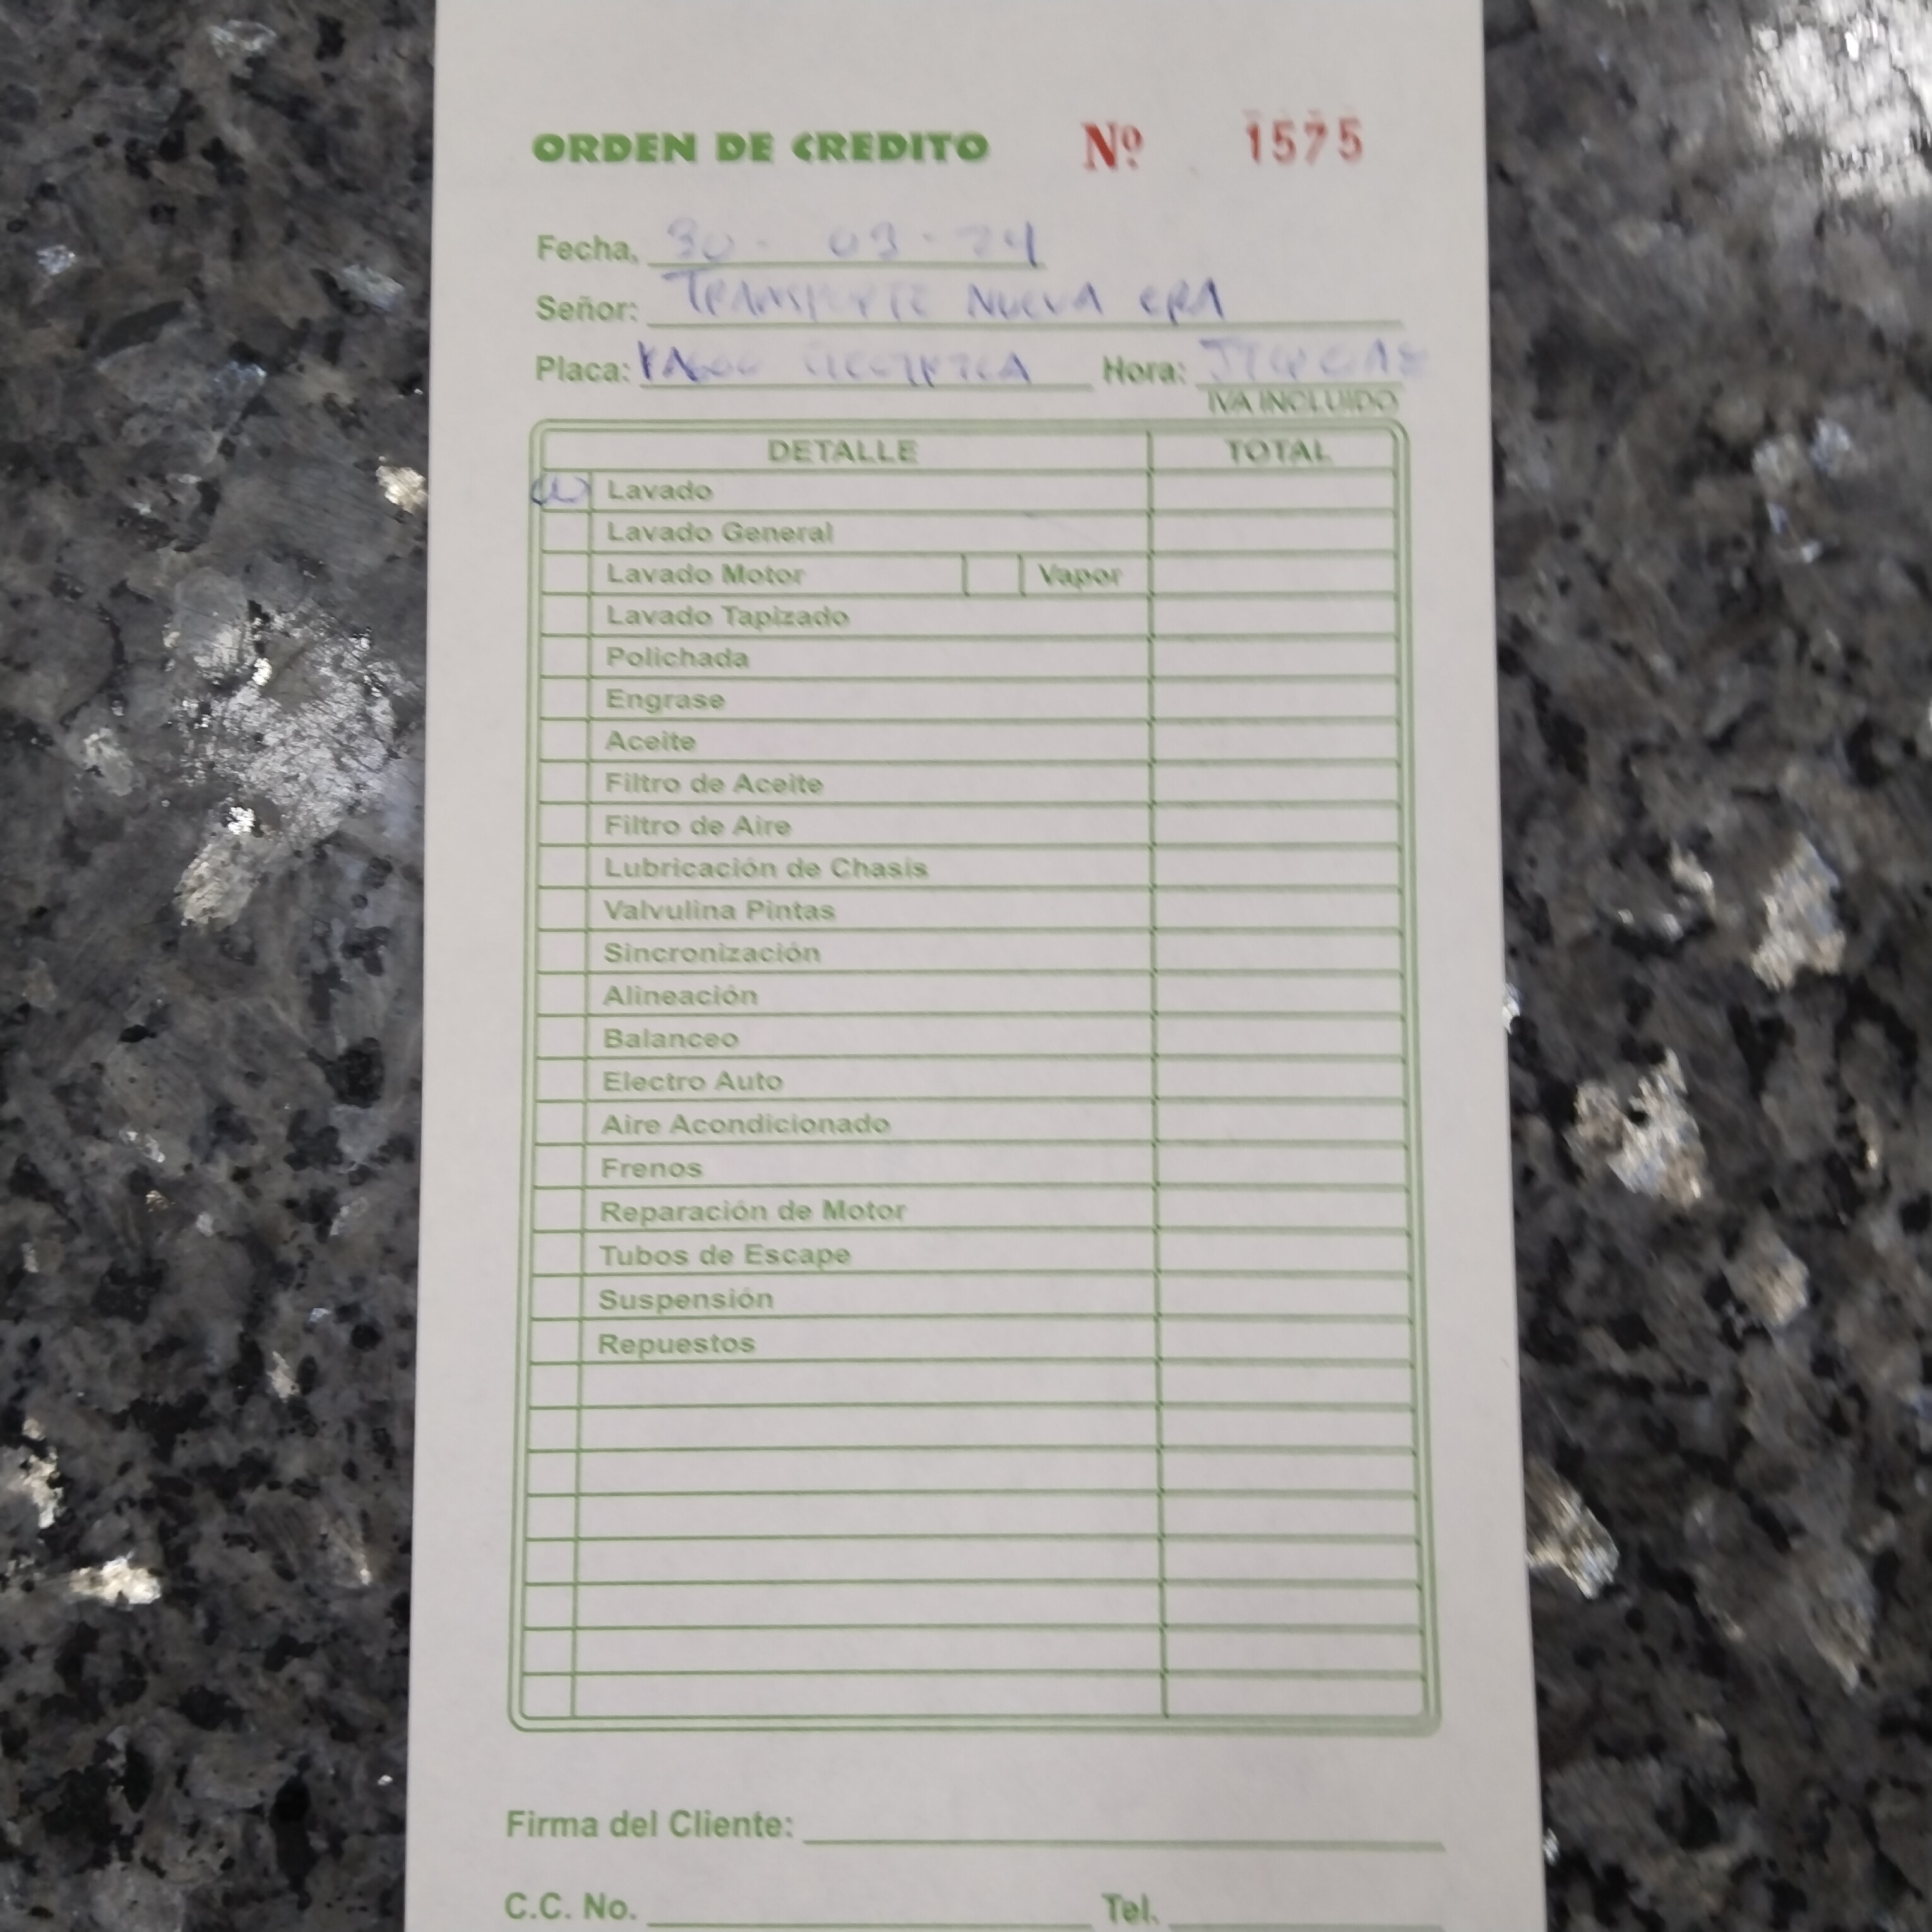 ORDEN DE CREDITO Nº 1575
Fecha, 30 - 03 - 24
Señor: TRANSPORTE NUEVA ERA
Placa: Hora:
IVA INCLUIDO
DETALLE TOTAL
Lavado
Lavado General
Lavado Motor Vapor
Lavado Tapizado
Polichada
Engrase
Aceite
Filtro de Aceite
Filtro de Aire
Lubricación de Chasis
Valvulina Pintas
Sincronización
Alineación
Balanceo
Electro Auto
Aire Acondicionado
Frenos
Reparación de Motor
Tubos de Escape
Suspensión
Repuestos
Firma del Cliente:
C.C. No. Tel.